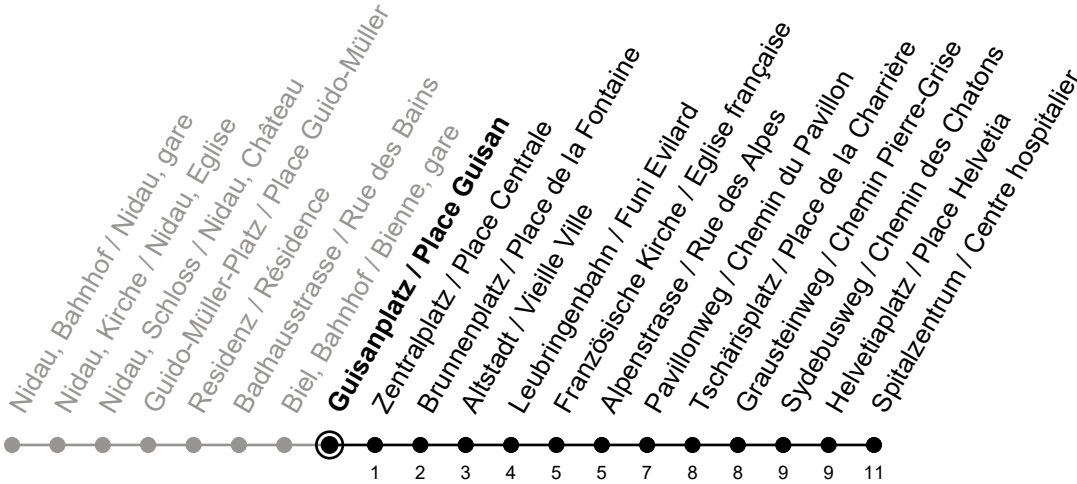 Nidau, Bahnhof / Nidau, gare
Nidau, Kirche / Nidau, Eglise
Nidau, Schloss / Nidau, Château
Guido-Müller-Platz / Place Guido-Müller
Residenz / Résidence
Badhausstrasse / Rue des Bains
Biel, Bahnhof / Bienne, gare
Guisanplatz / Place Guisan
Zentralplatz / Place Centrale
Brunnenplatz / Place de la Fontaine
Altstadt / Vieille Ville
Leubringenbahn / Funi Evilard
Französische Kirche / Eglise française
Alpenstrasse / Rue des Alpes
Pavillonweg / Chemin du Pavillon
Tschärisplatz / Place de la Charrière
Grausteinweg / Chemin Pierre-Grise
Sydebusweg / Chemin des Chatons
Helvetiaplatz / Place Helvetia
Spitalzentrum / Centre hospitalier
1 2 3 4 5 5 7 8 8 9 9 11